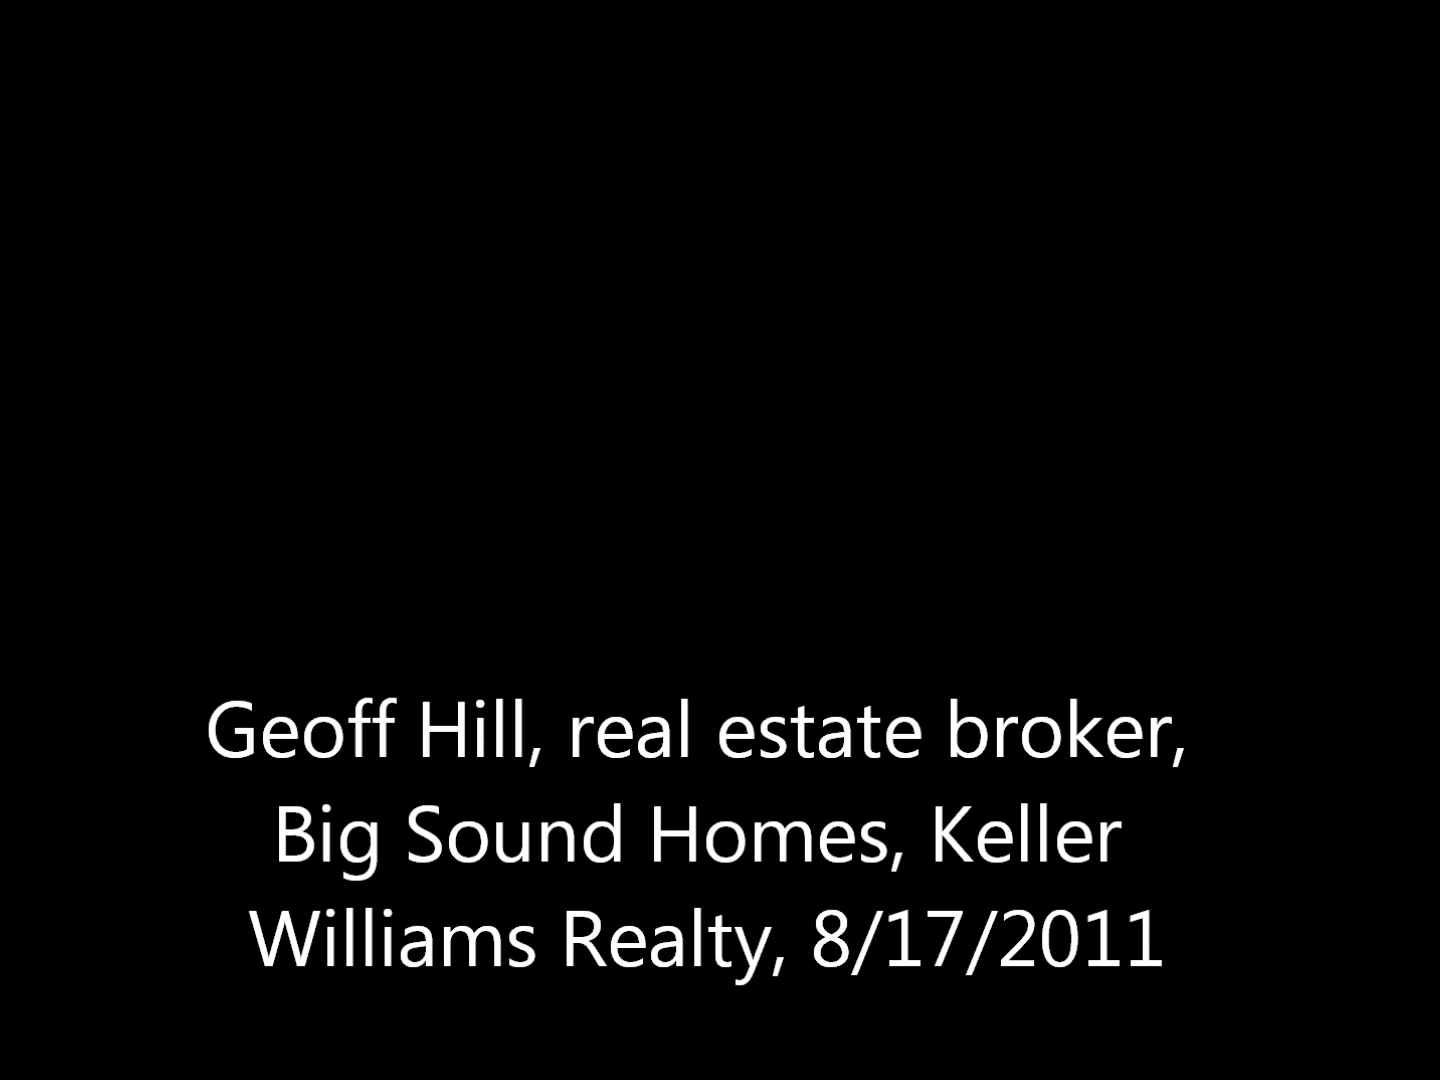 Geoff Hill, real estate broker,
Big Sound Homes, Keller
Williams Realty, 8/17/2011